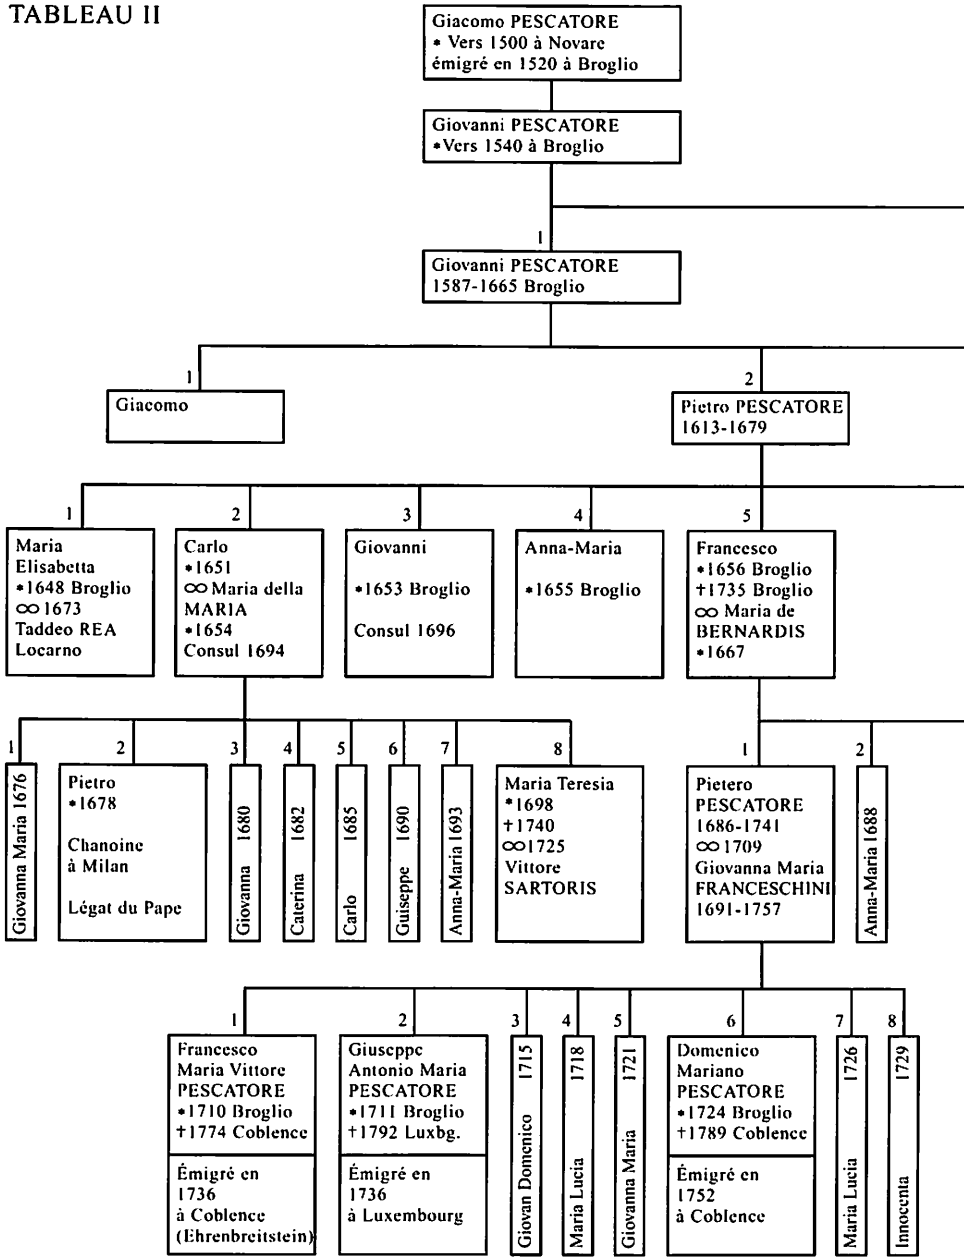 TABLEAU II
Giacomo PESCATORE
* Vers 1500 à Novare
émigré en 1520 à Broglio
Giovanni PESCATORE
*Vers 1540 à Broglio
1
Giovanni PESCATORE
1587-1665 Broglio
1
Giacomo
2
Pietro PESCATORE
1613-1679
1
Maria
Elisabetta
*1648 Broglio
∞ 1673
Taddeo REA
Locarno
2
Carlo
*1651
∞ Maria della
MARIA
*1654
Consul 1694
3
Giovanni
*1653 Broglio
Consul 1696
4
Anna-Maria
*1655 Broglio
5
Francesco
*1656 Broglio
†1735 Broglio
∞ Maria de
BERNARDIS
*1667
1
Giovanna Maria 1676
2
Pietro
*1678
Chanoine
à Milan
Légat du Pape
3
Giovanna 1680
4
Caterina 1682
5
Carlo 1685
6
Guiseppe 1690
7
Anna-Maria 1693
8
Maria Teresia
*1698
†1740
∞1725
Vittore
SARTORIS
1
Pietero
PESCATORE
1686-1741
∞ 1709
Giovanna Maria
FRANCESCHINI
1691-1757
2
Anna-Maria 1688
1
Francesco
Maria Vittore
PESCATORE
*1710 Broglio
†1774 Coblence
Émigré en
1736
à Coblence
(Ehrenbreitstein)
2
Giuseppe
Antonio Maria
PESCATORE
*1711 Broglio
†1792 Luxbg.
Émigré en
1736
à Luxembourg
3
Giovan Domenico 1715
4
Maria Lucia 1718
5
Giovanna Maria 1721
6
Domenico
Mariano
PESCATORE
*1724 Broglio
†1789 Coblence
Émigré en
1752
à Coblence
7
Maria Lucia 1726
8
Innocenta 1729